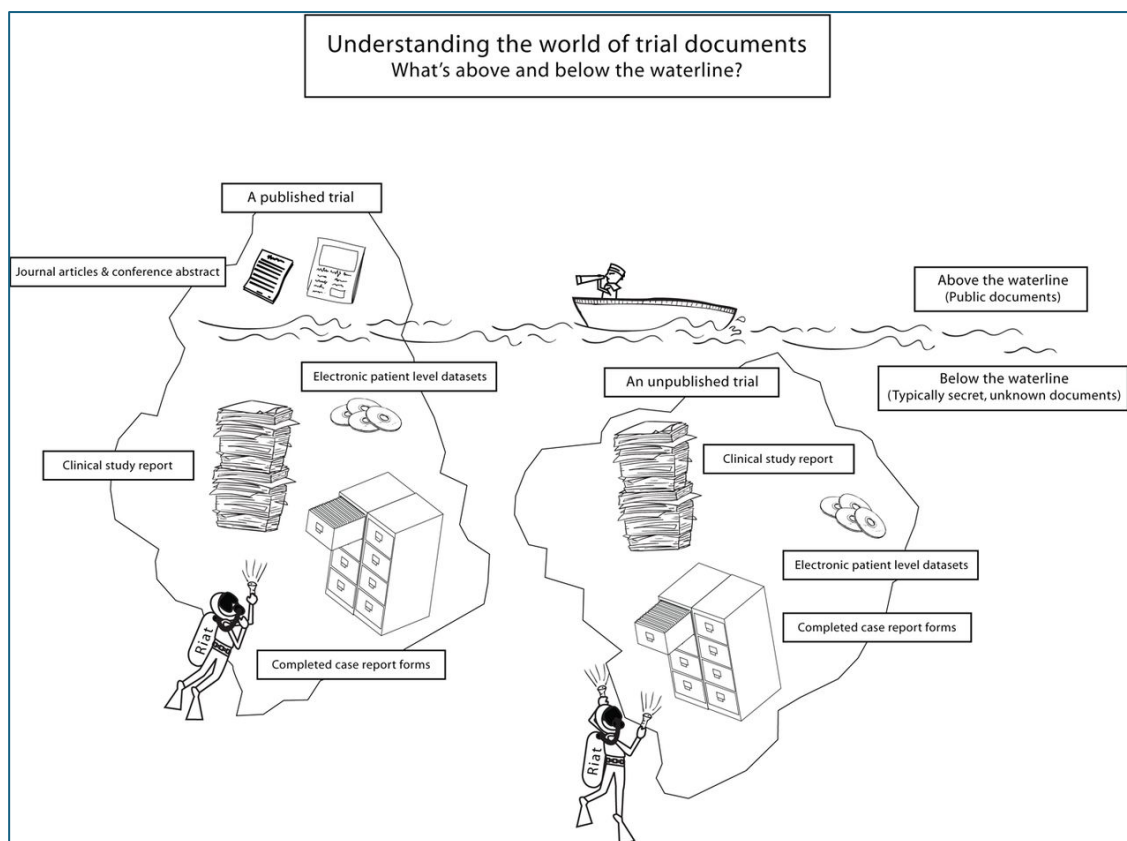 Understanding the world of trial documents
What's above and below the waterline?
A published trial
Journal articles & conference abstract
Above the waterline
(Public documents)
Electronic patient level datasets
An unpublished trial
Below the waterline
(Typically secret, unknown documents)
Clinical study report
Clinical study report
Electronic patient level datasets
Riat
Completed case report forms
Completed case report forms
Riat